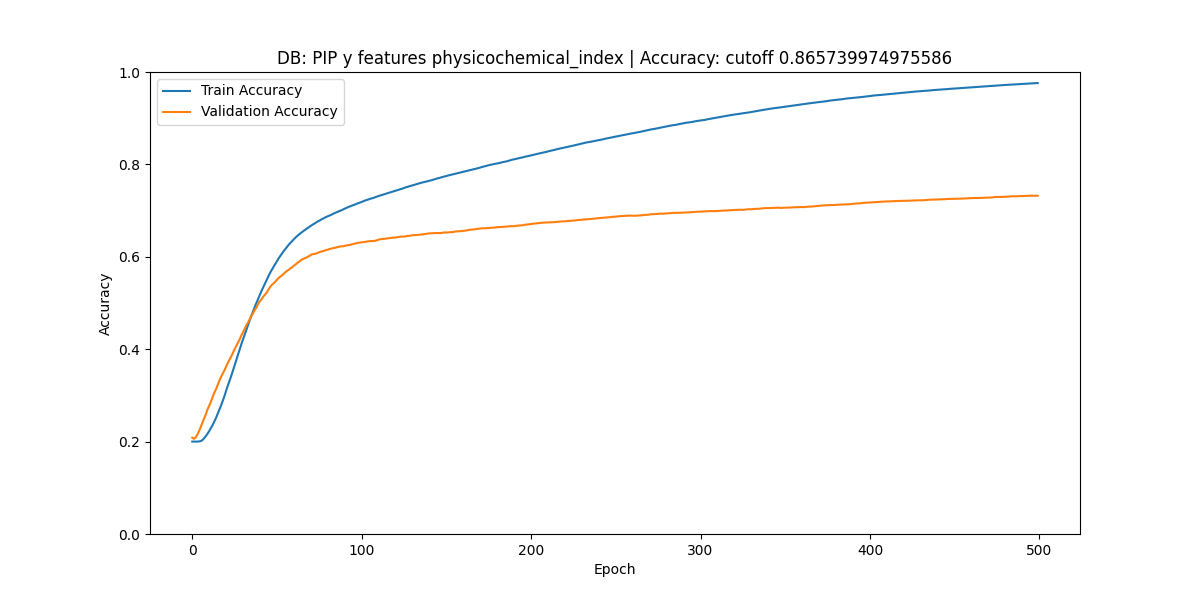 DB: PIP y features physicochemical_index | Accuracy: cutoff 0.865739974975586
Train Accuracy
Validation Accuracy
1.0
0.8
0.6
0.4
0.2
0.0
Accuracy
0 100 200 300 400 500
Epoch